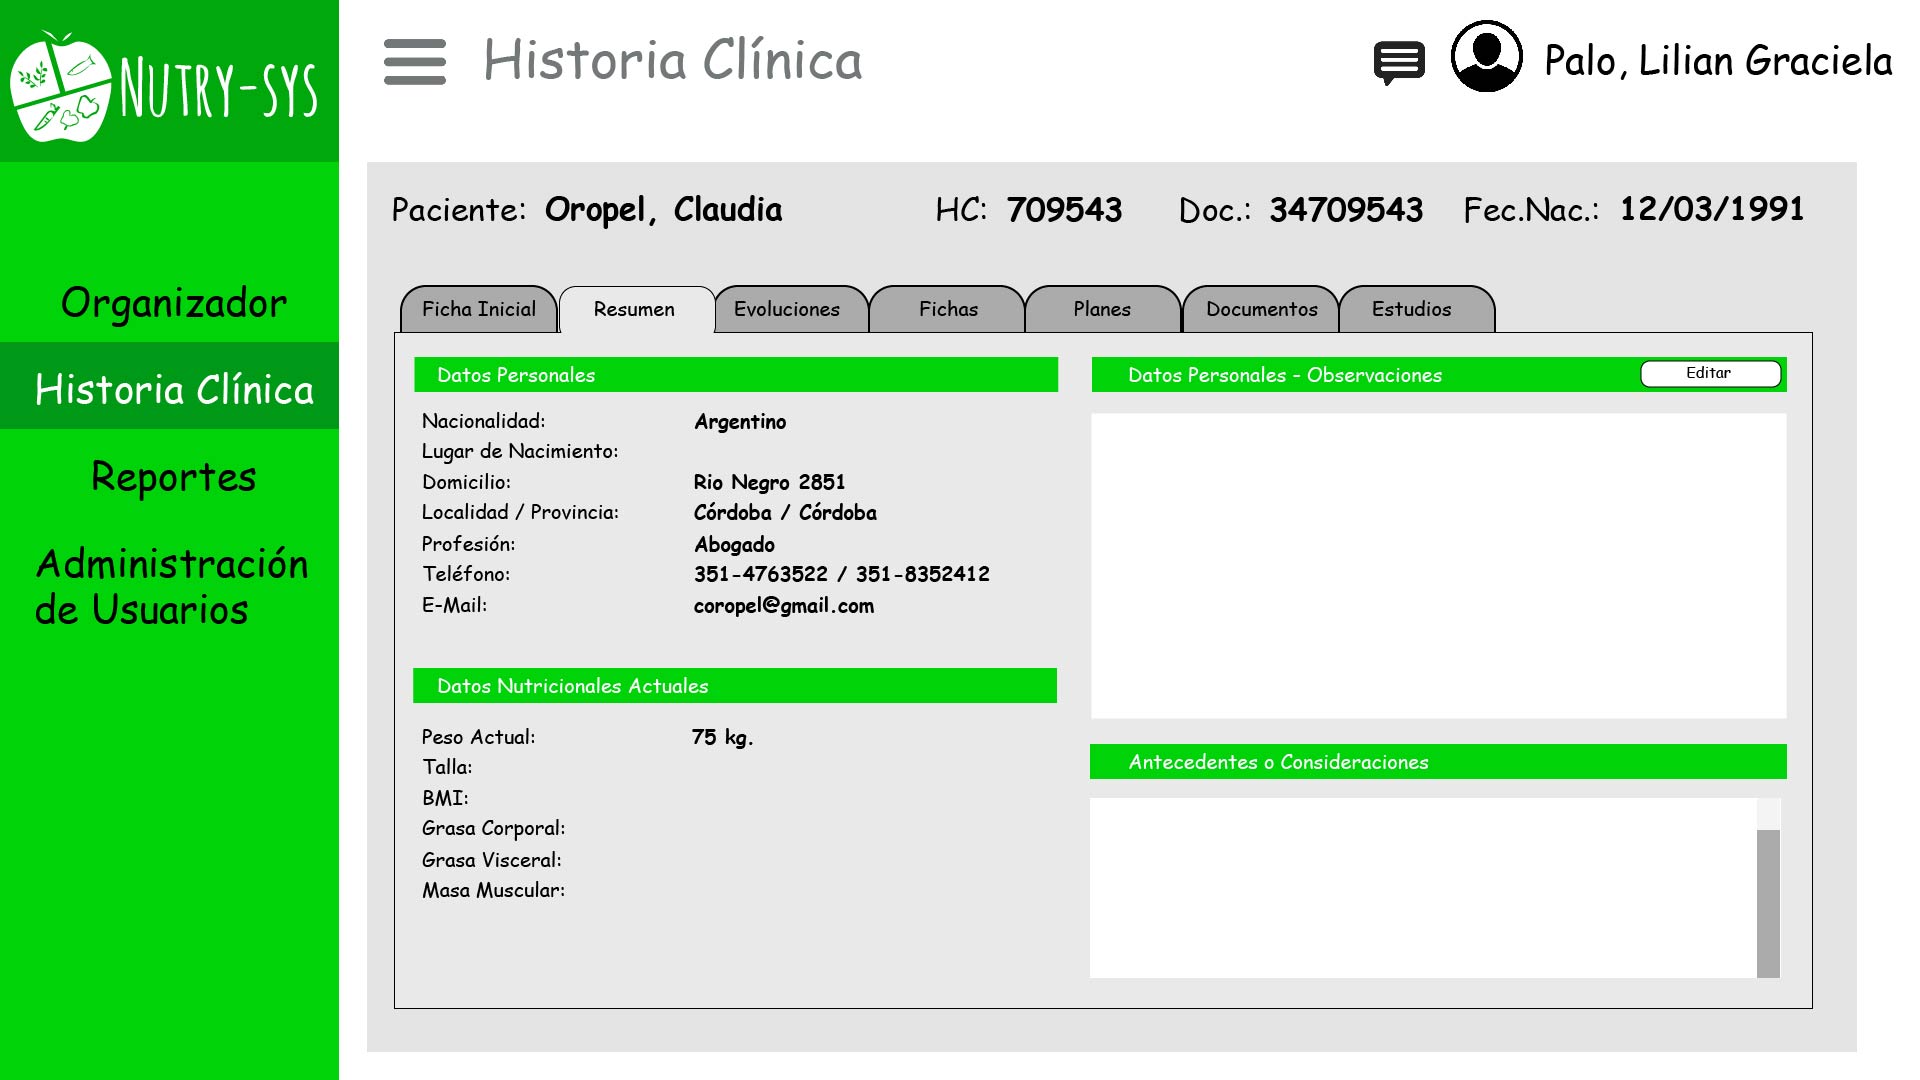 NUTRY-SYS
Historia Clínica
Palo, Lilian Graciela
Organizador
Historia Clínica
Reportes
Administración
de Usuarios
Paciente: Oropel, Claudia HC: 709543 Doc.: 34709543 Fec.Nac.: 12/03/1991
Ficha Inicial Resumen Evoluciones Fichas Planes Documentos Estudios
Datos Personales
Nacionalidad: Argentino
Lugar de Nacimiento:
Domicilio: Rio Negro 2851
Localidad / Provincia: Córdoba / Córdoba
Profesión: Abogado
Teléfono: 351-4763522 / 351-8352412
E-Mail: coropel@gmail.com
Datos Nutricionales Actuales
Peso Actual: 75 kg.
Talla:
BMI:
Grasa Corporal:
Grasa Visceral:
Masa Muscular:
Datos Personales - Observaciones Editar
Antecedentes o Consideraciones